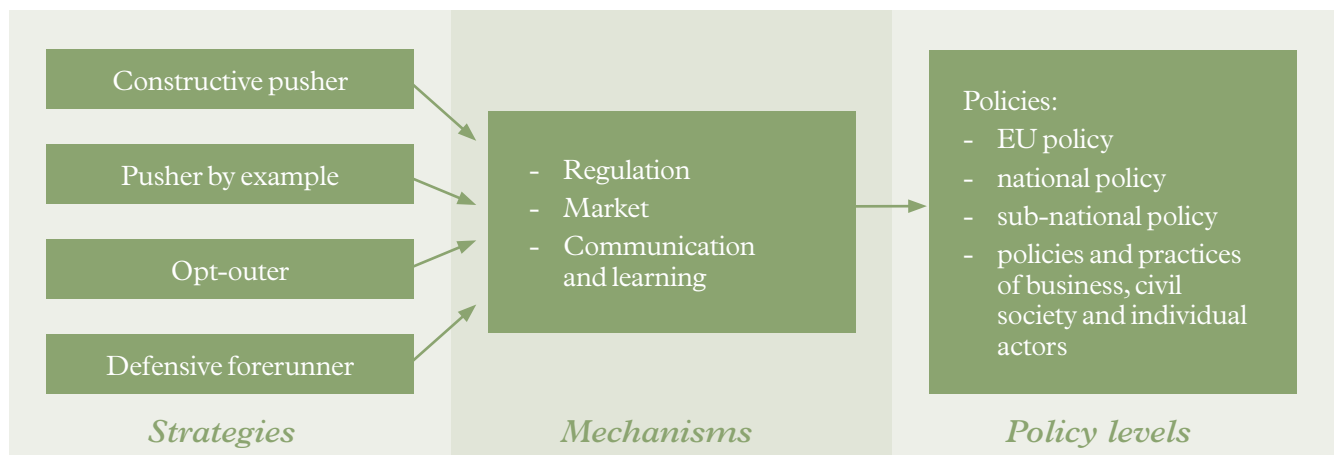 Constructive pusher
Pusher by example
Opt-outer
Defensive forerunner
Strategies
- Regulation
- Market
- Communication
and learning
Mechanisms
Policies:
- EU policy
- national policy
- sub-national policy
- policies and practices
of business, civil
society and individual
actors
Policy levels